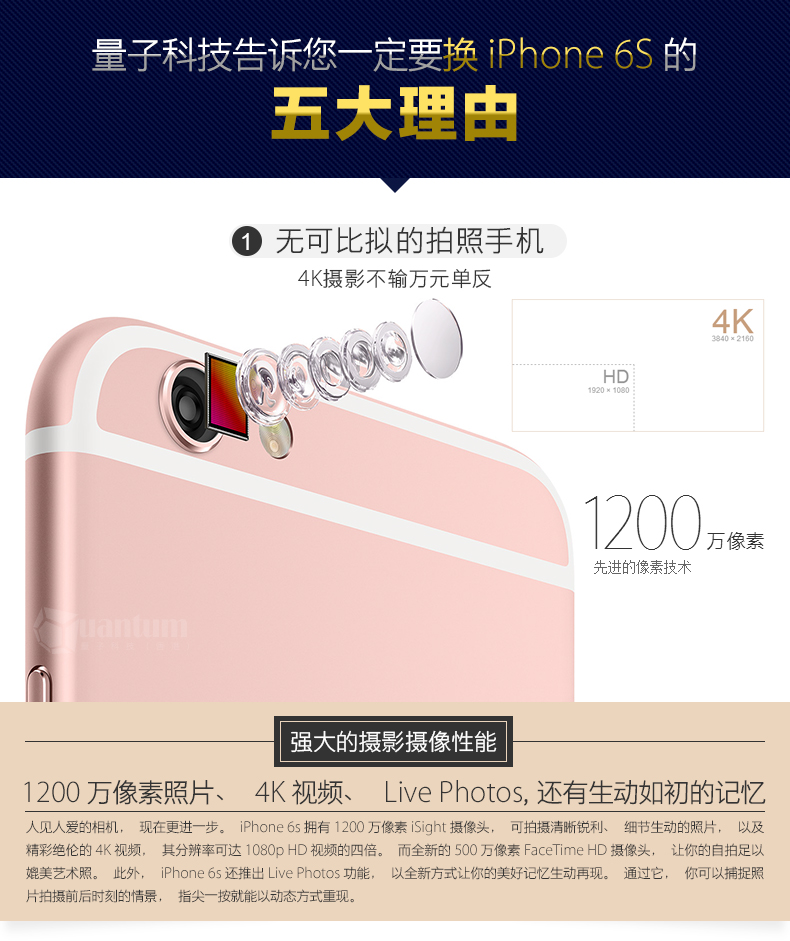 量子科技告诉您一定要换 iPhone 6S 的
五大理由
1 无可比拟的拍照手机
4K摄影不输万元单反
4K
3840 × 2160
HD
1920 × 1080
1200 万像素
先进的像素技术
uantum
强大的摄影摄像性能
1200 万像素照片、 4K 视频、 Live Photos, 还有生动如初的记忆
人见人爱的相机， 现在更进一步。 iPhone 6s 拥有 1200 万像素 iSight 摄像头， 可拍摄清晰锐利、 细节生动的照片， 以及
精彩绝伦的 4K 视频， 其分辨率可达 1080p HD 视频的四倍。 而全新的 500 万像素 FaceTime HD 摄像头， 让你的自拍足以
媲美艺术照。 此外， iPhone 6s 还推出 Live Photos 功能， 以全新方式让你的美好记忆生动再现。 通过它， 你可以捕捉照
片拍摄前后时刻的情景， 指尖一按就能以动态方式重现。